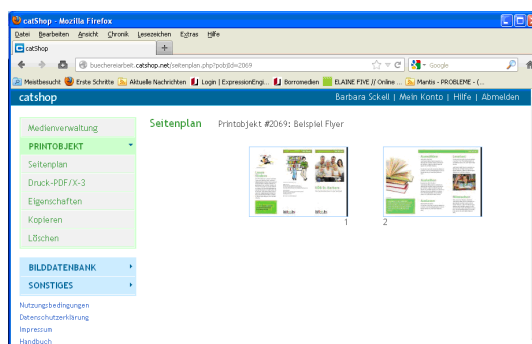 catShop - Mozilla Firefox
Datei Bearbeiten Ansicht Chronik Lesezeichen Extras Hilfe
catShop
buechereiarbeit.catshop.net/seitenplan.php?pobjId=2069
Google
Meistbesucht Erste Schritte Aktuelle Nachrichten Login | ExpressionEngi... Borromedien ELAINE FIVE // Online ... Mantis - PROBLEME - (...
catshop
Barbara Sckell | Mein Konto | Hilfe | Abmelden
Medienverwaltung
PRINTOBJEKT
Seitenplan
Druck-PDF/X-3
Eigenschaften
Kopieren
Löschen
BILDDATENBANK
SONSTIGES
Nutzungsbedingungen
Datenschutzerklärung
Impressum
Handbuch
Seitenplan Printobjekt #2069: Beispiel Flyer
1
2